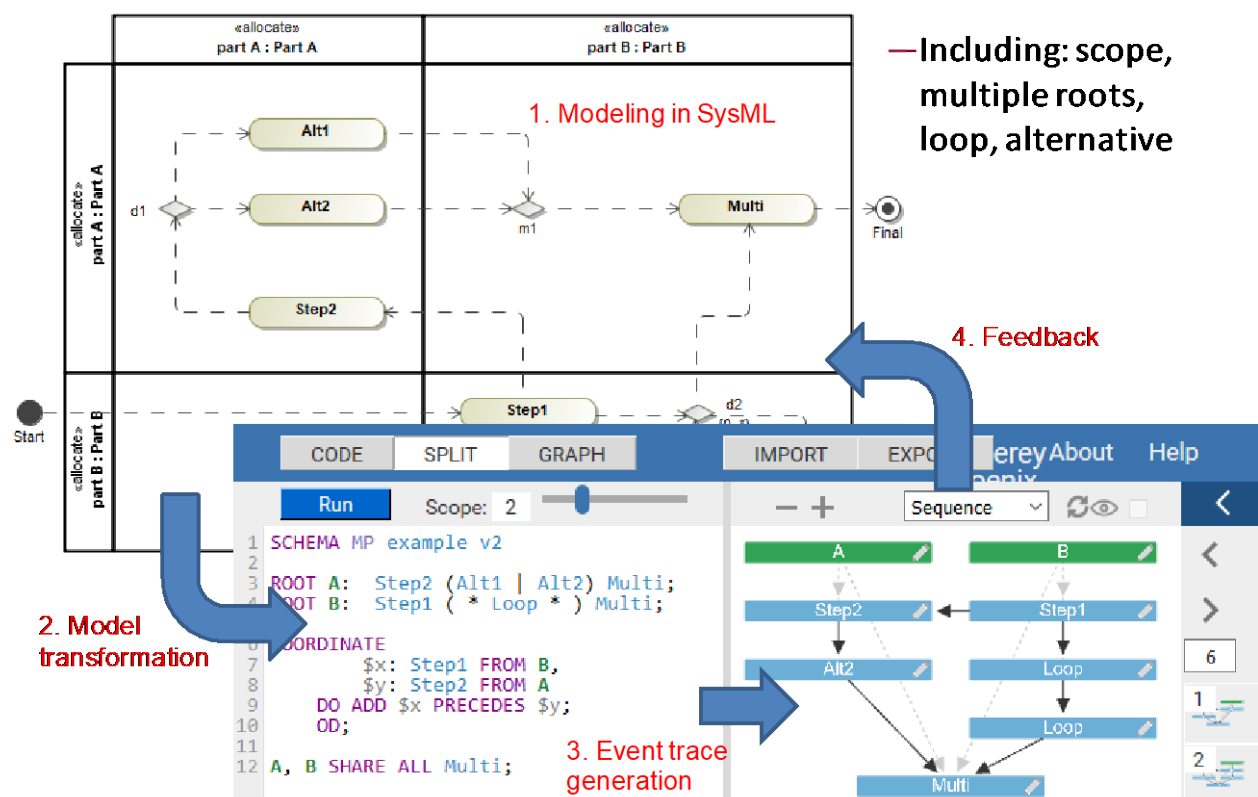 «allocate»
part A : Part A
«allocate»
part B : Part B
—Including: scope,
multiple roots,
loop, alternative
1. Modeling in SysML
«allocate»
part A : Part A
Alt1
d1
Alt2
m1
Multi
Final
Step2
4. Feedback
Start
«allocate»
part B : Part B
Step1
d2
CODE
SPLIT
GRAPH
IMPORT
EXPO
erey
About
Help
Run
Scope: 2
Sequence
1 SCHEMA MP example v2
2
3 ROOT A: Step2 (Alt1 | Alt2) Multi;
OOT B: Step1 ( * Loop * ) Multi;
OORDINATE
7 $x: Step1 FROM B,
8 $y: Step2 FROM A
9 DO ADD $x PRECEDES $y;
10 OD;
11
12 A, B SHARE ALL Multi;
2. Model
transformation
3. Event trace
generation
A
B
Step2
Step1
Alt2
Loop
Loop
Multi
6
1
2